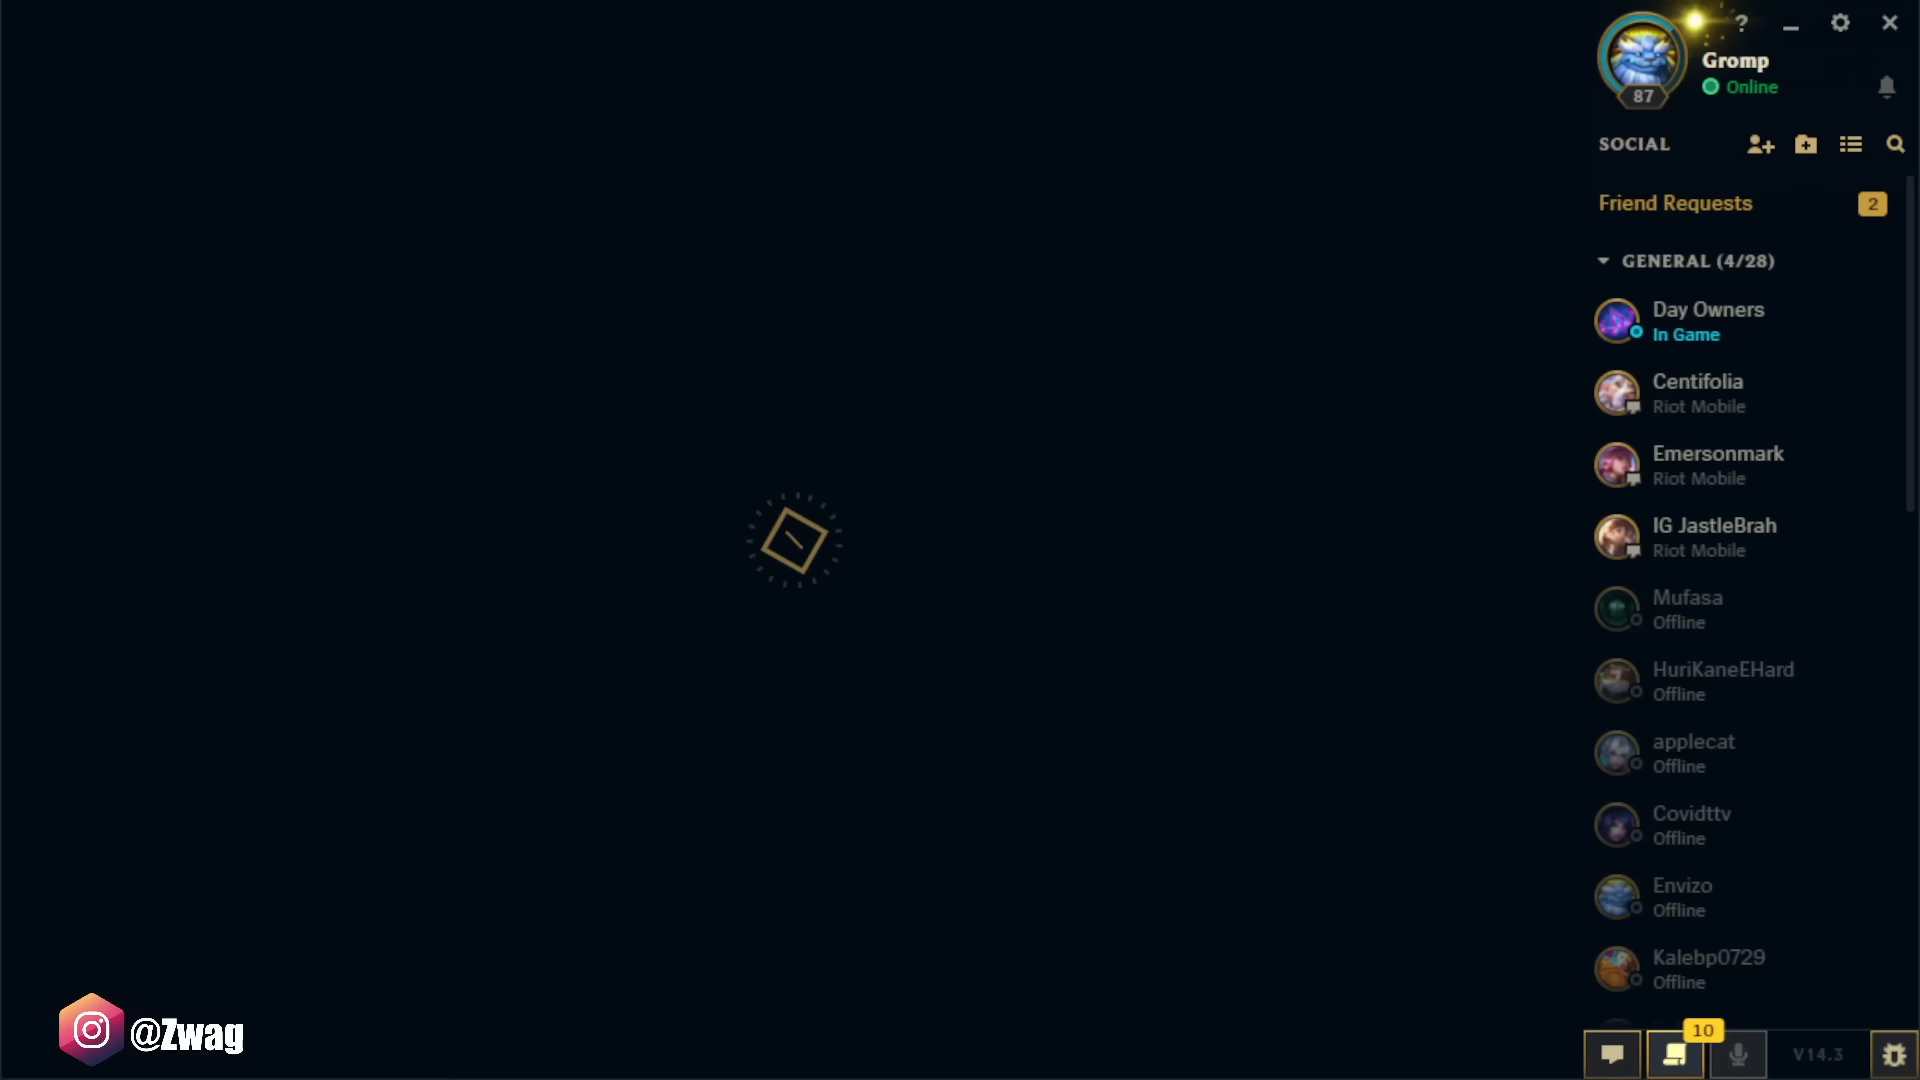 ?
Gromp
87
Online
SOCIAL
Friend Requests
2
GENERAL (4/28)
Day Owners
In Game
Centifolia
Riot Mobile
Emersonmark
Riot Mobile
IG JastleBrah
Riot Mobile
Mufasa
Offline
HuriKaneEHard
Offline
applecat
Offline
Covidttv
Offline
Envizo
Offline
Kalebp0729
Offline
10
V14.3
@Zwag